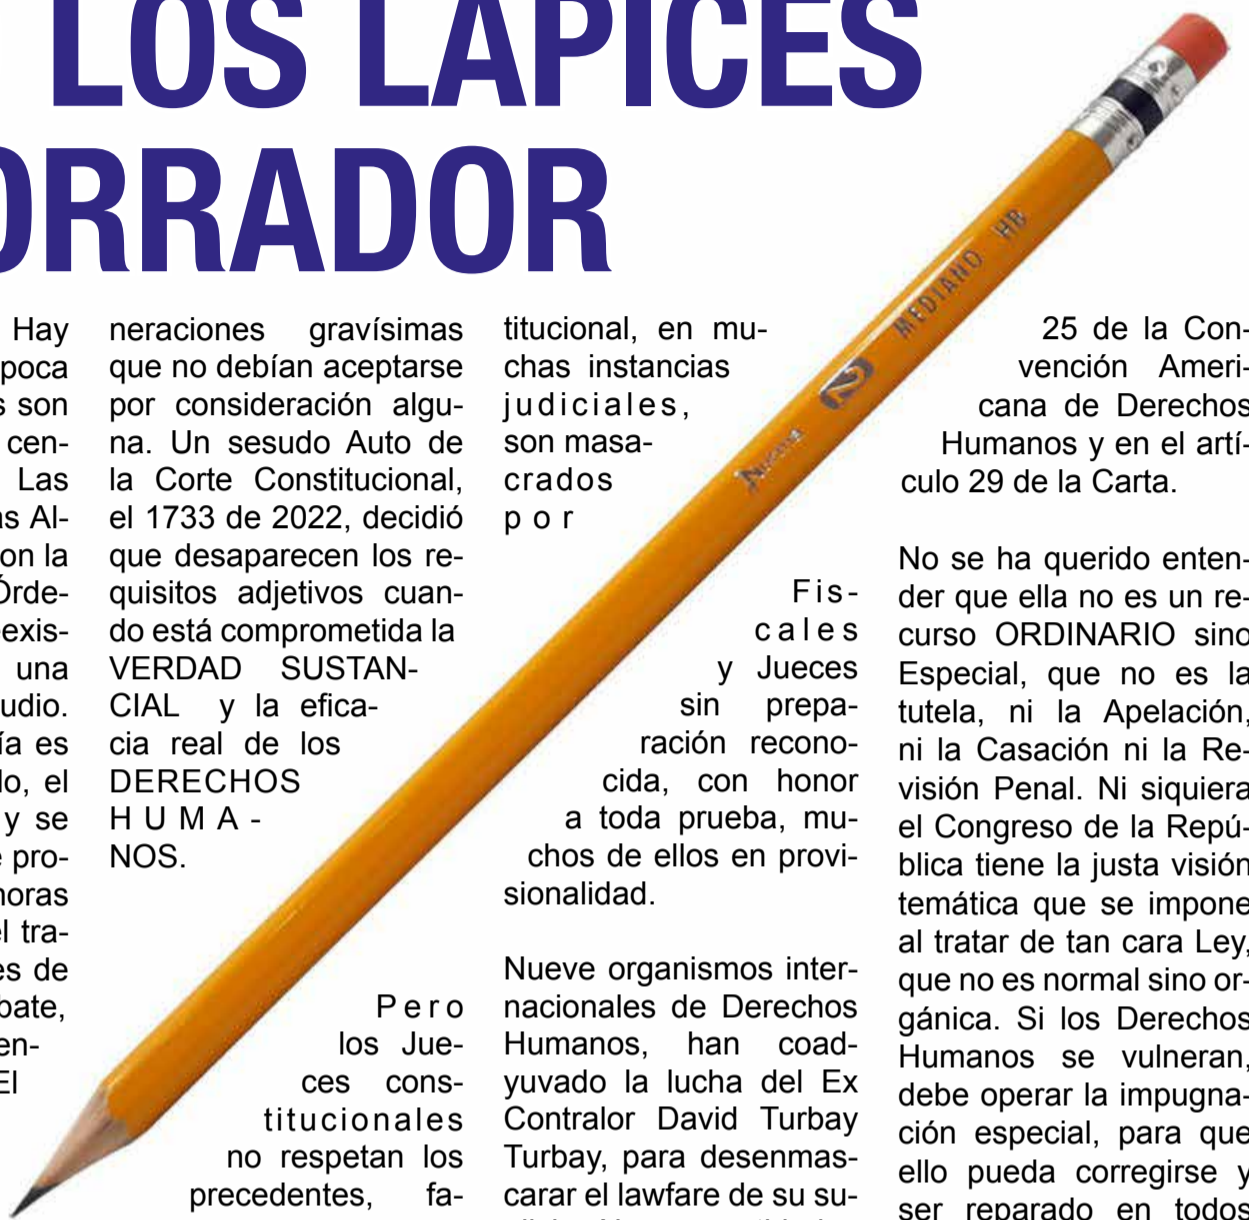 LOS LÁPICES
ORRADOR
Hay
poca
s son
cen-
Las
as Al-
on la
Órde-
exis-
una
udio.
ía es
do, el
y se
e pro-
horas
el tra-
es de
bate,
en-
El
neraciones gravísimas
que no debían aceptarse
por consideración algu-
na. Un sesudo Auto de
la Corte Constitucional,
el 1733 de 2022, decidió
que desaparecen los re-
quisitos adjetivos cuan-
do está comprometida la
VERDAD SUSTAN-
CIAL y la efica-
cia real de los
DERECHOS
HUMA-
NOS.
Pero
los Jue-
ces cons-
titucionales
no respetan los
precedentes, fa-
titucional, en mu-
chas instancias
judiciales,
son masa-
crados
por
Fis-
cales
y Jueces
sin prepa-
ración recono-
cida, con honor
a toda prueba, mu-
chos de ellos en provi-
sionalidad.
Nueve organismos inter-
nacionales de Derechos
Humanos, han coad-
yuvado la lucha del Ex
Contralor David Turbay
Turbay, para desenmas-
carar el lawfare de su su-
25 de la Con-
vención Ameri-
cana de Derechos
Humanos y en el artí-
culo 29 de la Carta.
No se ha querido enten-
der que ella no es un re-
curso ORDINARIO sino
Especial, que no es la
tutela, ni la Apelación,
ni la Casación ni la Re-
visión Penal. Ni siquiera
el Congreso de la Repú-
blica tiene la justa visión
temática que se impone
al tratar de tan cara Ley,
que no es normal sino or-
gánica. Si los Derechos
Humanos se vulneran,
debe operar la impugna-
ción especial, para que
ello pueda corregirse y
ser reparado en todos
2 MEDIANO HB